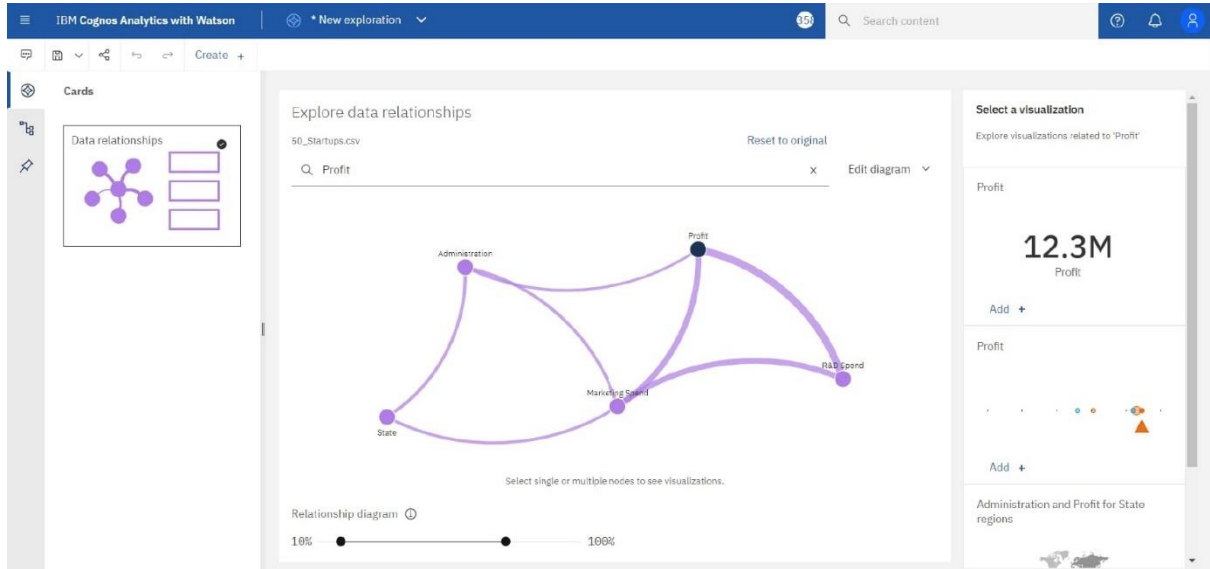 IBM Cognos Analytics with Watson
* New exploration
Search content
Create +
Cards
Data relationships
Explore data relationships
50_Startups.csv
Reset to original
Profit
x
Edit diagram
Administration
Profit
R&D Spend
Marketing Spend
State
Select single or multiple nodes to see visualizations.
Relationship diagram
10%
100%
Select a visualization
Explore visualizations related to 'Profit'
Profit
12.3M
Profit
Add +
Profit
Add +
Administration and Profit for State
regions